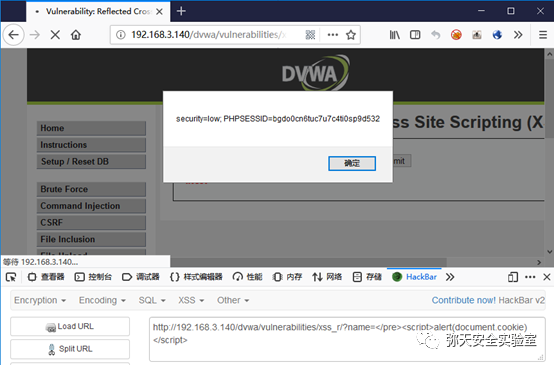 Vulnerability: Reflected Cros
192.168.3.140/dvwa/vulnerabilities/
DVWA
Home
Instructions
Setup / Reset DB
Brute Force
Command Injection
CSRF
File Inclusion
ss Site Scripting (X
mit
security=low; PHPSESSID=bgdo0cn6tuc7u7c4ti0sp9d532
确定
等待 192.168.3.140...
查看器 控制台 调试器 {} 样式编辑器 性能 内存 网络 存储 HackBar
Encryption Encoding SQL XSS Other Contribute now! HackBar v2
Load URL
Split URL
http://192.168.3.140/dvwa/vulnerabilities/xss_r/?name=</pre><script>alert(document.cookie)
</script>
弥天安全实验室